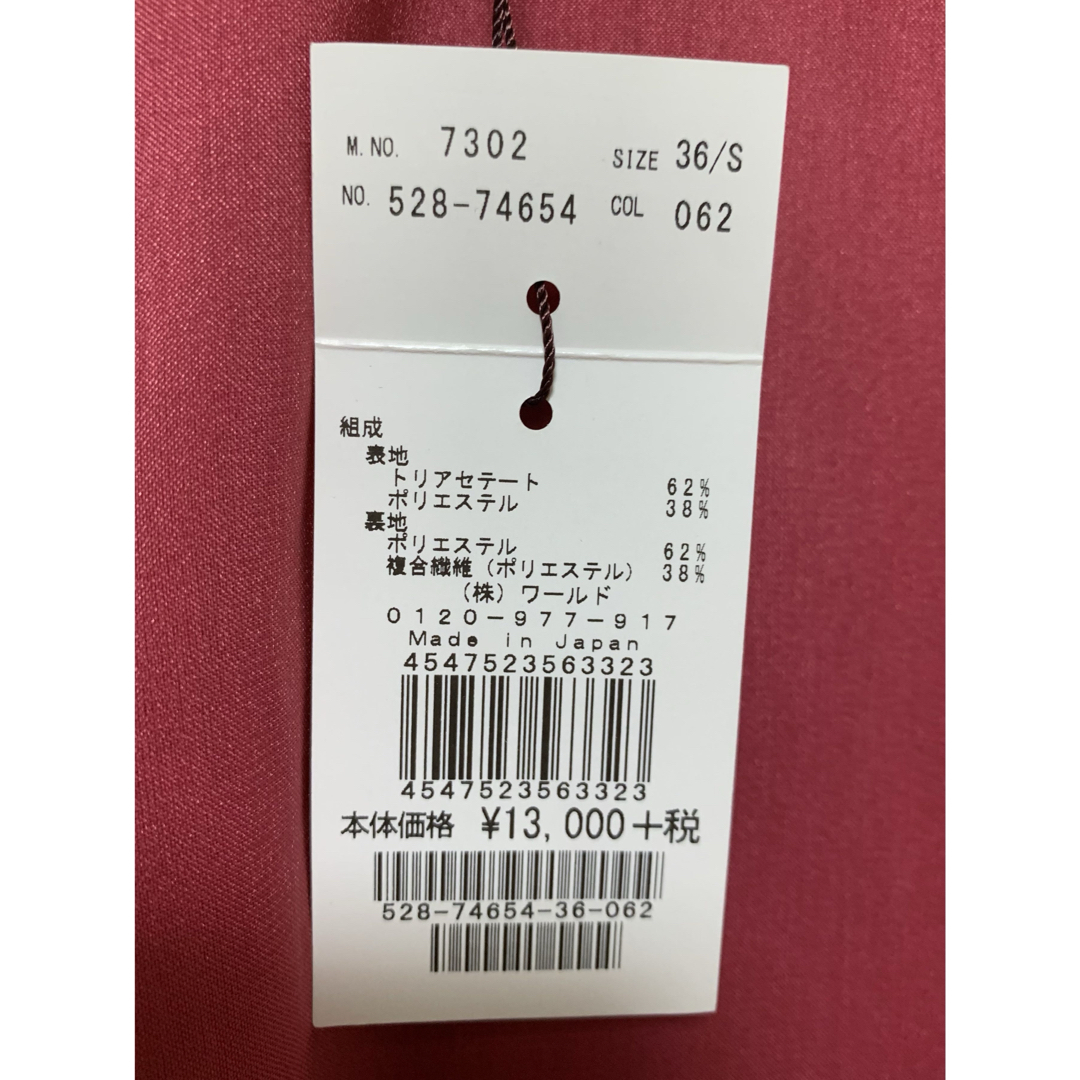 M.NO. 7302 SIZE 36/S
NO. 528-74654 COL 062
組成
表地
トリアセテート 62%
ポリエステル 38%
裏地
ポリエステル 62%
複合繊維(ポリエステル) 38%
(株)ワールド
0120-977-917
Made in Japan
4547523563323
4547523563323
本体価格 ¥13,000+税
528-74654-36-062